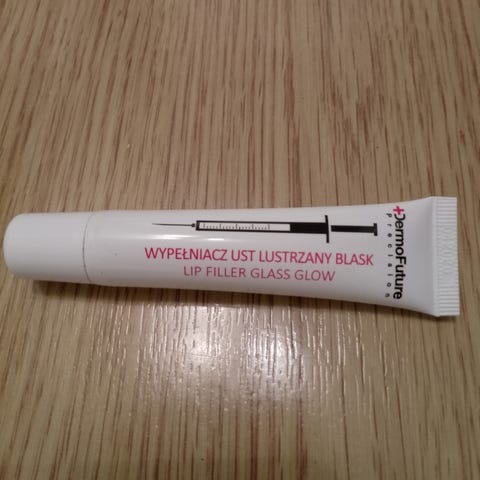 WYPEŁNIACZ UST LUSTRZANY BLASK
LIP FILLER GLASS GLOW
DermoFuture
precision